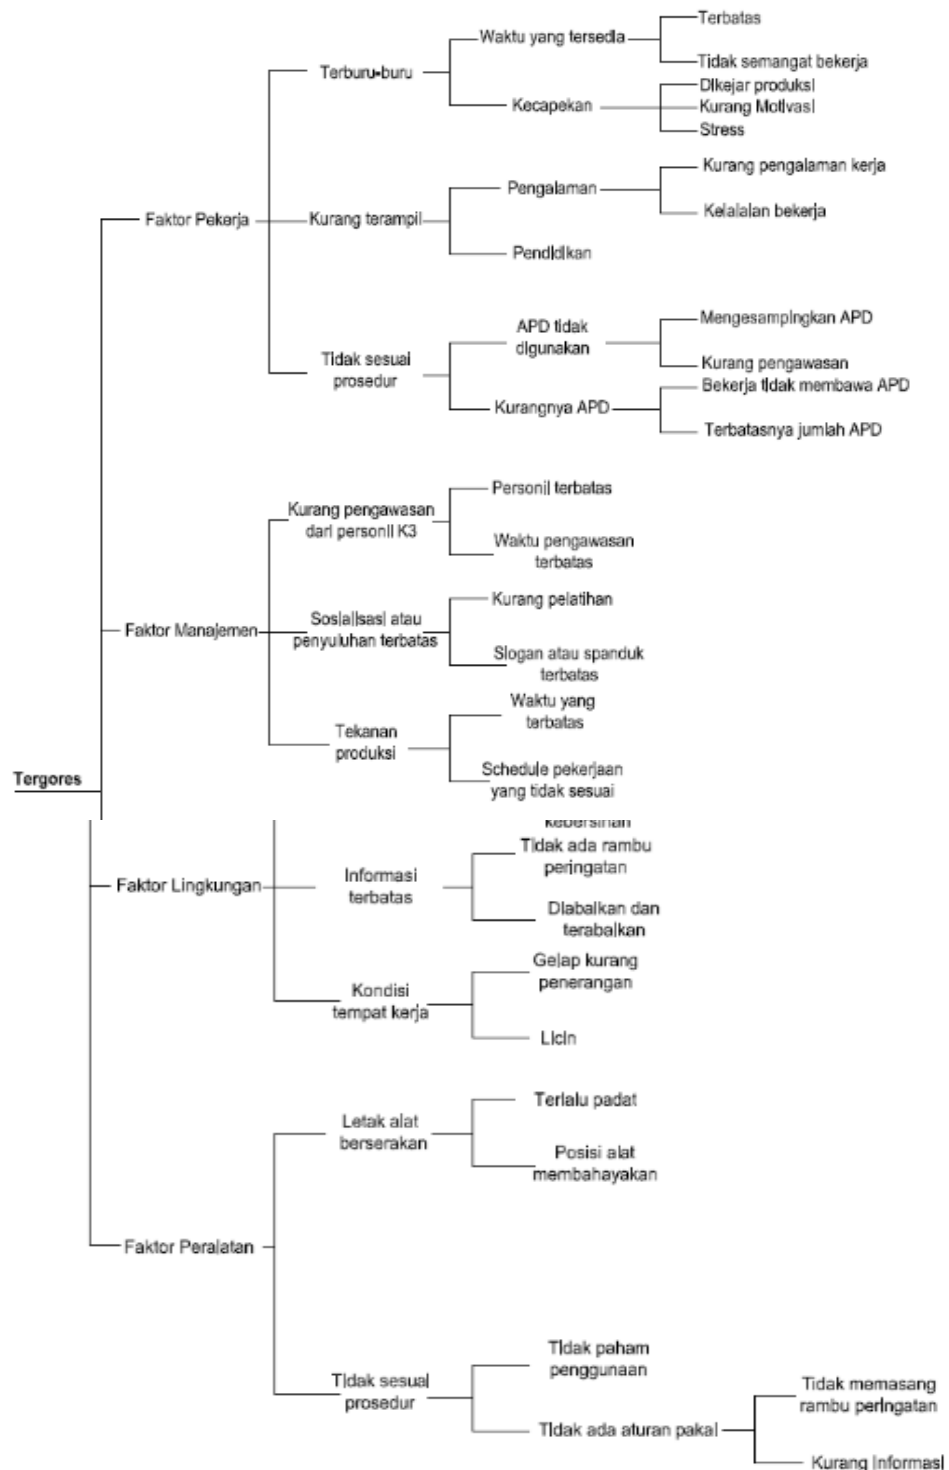 Terbatas
Waktu yang tersedia
Tidak semangat bekerja
Terburu-buru
Dikejar produksi
Kecapekan
Kurang Motivasi
Stress
Kurang pengalaman kerja
Pengalaman
Kelalaian bekerja
Faktor Pekerja
Kurang terampil
Pendidikan
Mengesampingkan APD
APD tidak
digunakan
Kurang pengawasan
Tidak sesuai
prosedur
Bekerja tidak membawa APD
Kurangnya APD
Terbatasnya jumlah APD
Personil terbatas
Kurang pengawasan
dari personil K3
Waktu pengawasan
terbatas
Kurang pelatihan
Faktor Manajemen
Sosialisasi atau
penyuluhan terbatas
Slogan atau spanduk
terbatas
Waktu yang
terbatas
Tekanan
produksi
Schedule pekerjaan
yang tidak sesuai
Tergores
kebersihan
Tidak ada rambu
peringatan
Faktor Lingkungan
Informasi
terbatas
Diabaikan dan
terabaikan
Gelap kurang
penerangan
Kondisi
tempat kerja
Licin
Terlalu padat
Letak alat
berserakan
Posisi alat
membahayakan
Faktor Peralatan
Tidak paham
penggunaan
Tidak sesuai
prosedur
Tidak memasang
rambu peringatan
Tidak ada aturan pakai
Kurang informasi